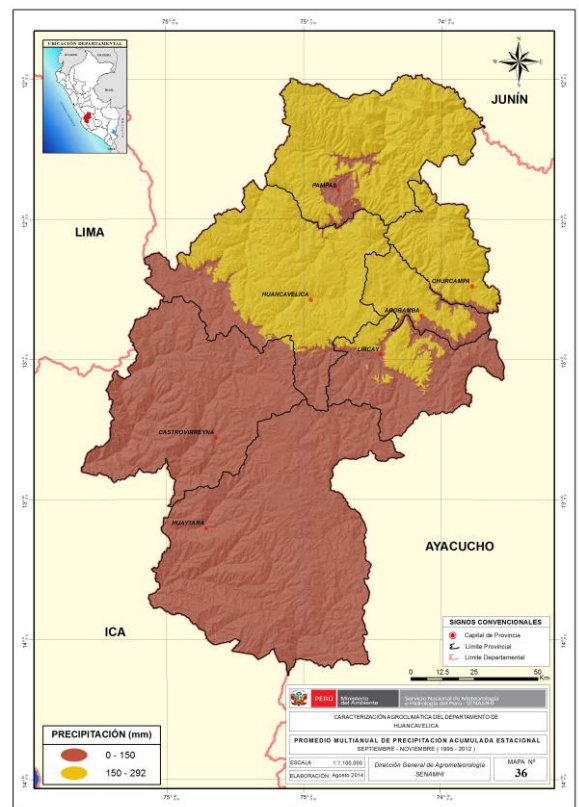 UBICACIÓN DEPARTAMENTAL
JUNÍN
LIMA
PAMPAS
CHURCAMPA
HUANCAVELICA
ACOBAMBA
LIRCAY
CASTROVIRREYNA
HUAYTARA
AYACUCHO
ICA
SIGNOS CONVENCIONALES
Capital de Provincia
Límite Provincial
Límite Departamental
0 12.5 25 50
Km
PERÚ Ministerio del Ambiente Servicio Nacional de Meteorología e Hidrología del Perú - SENAMHI
CARACTERIZACIÓN AGROCLIMÁTICA DEL DEPARTAMENTO DE
HUANCAVELICA
PROMEDIO MULTIANUAL DE PRECIPITACIÓN ACUMULADA ESTACIONAL
SEPTIEMBRE - NOVIEMBRE ( 1995 - 2012 )
ESCALA : 1:1.100.000
ELABORACIÓN: Agosto 2014
Dirección General de Agrometeorología
SENAMHI
MAPA Nº
36
PRECIPITACIÓN (mm)
0 - 150
150 - 292